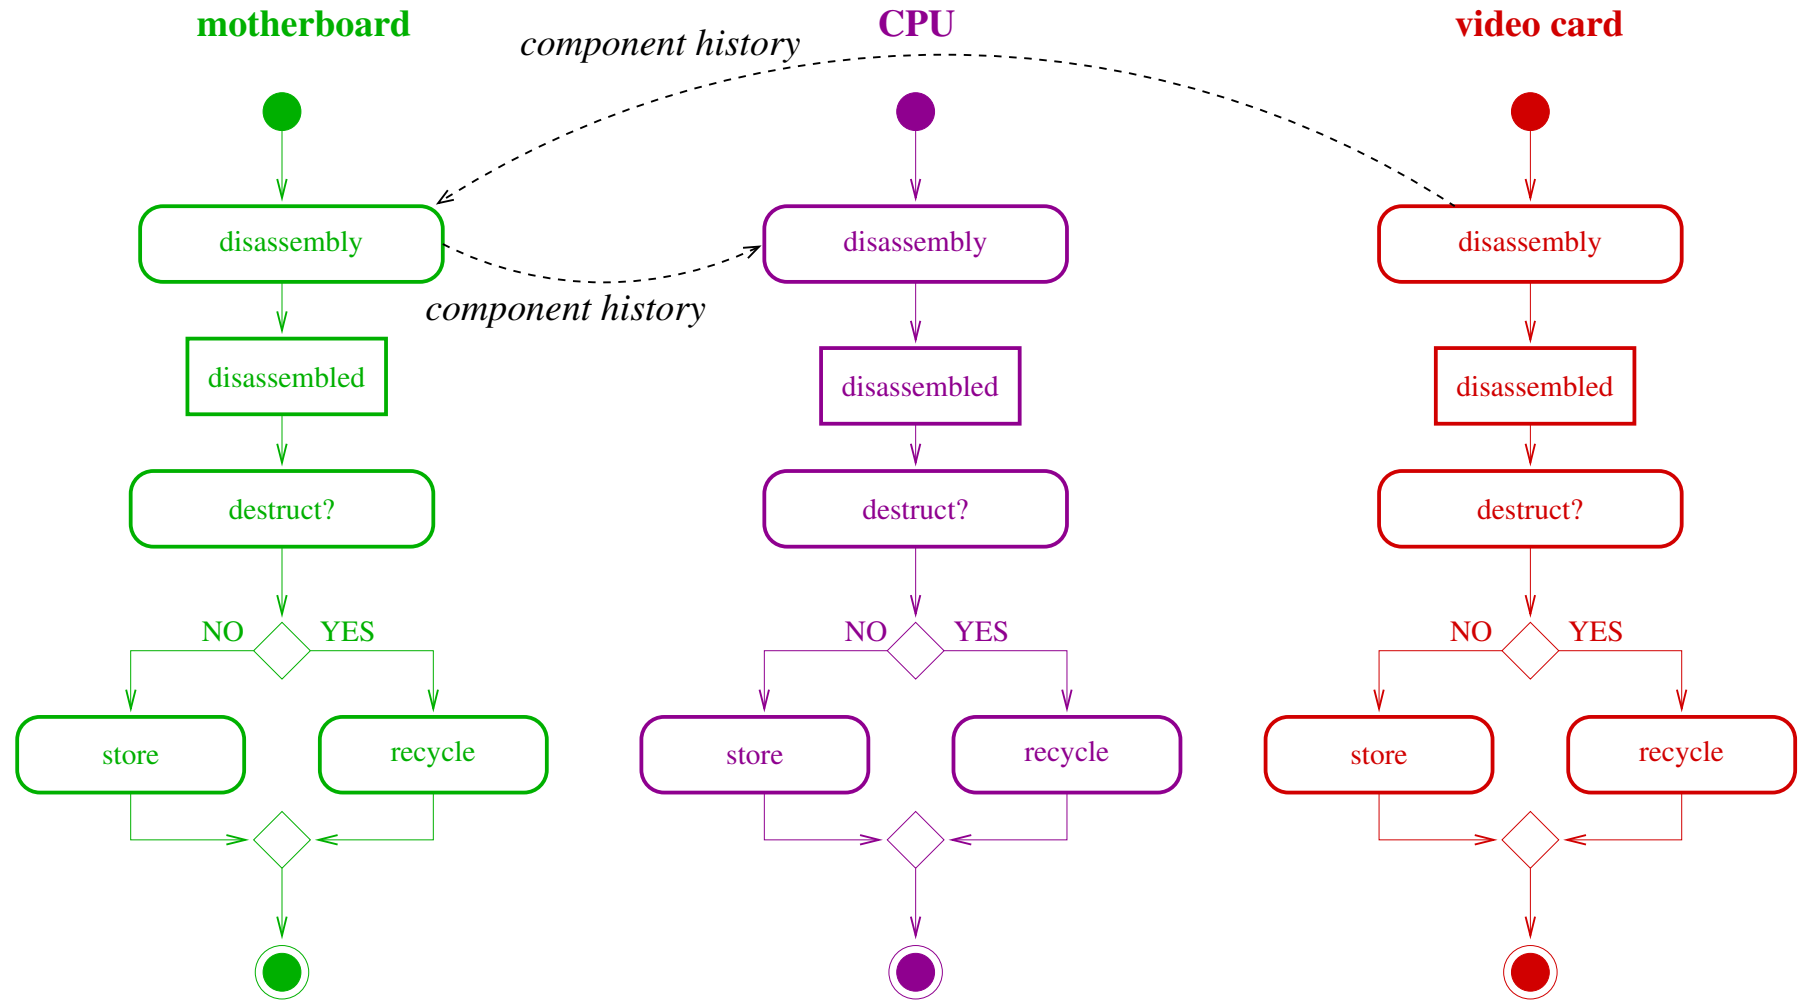 motherboard
CPU
video card
component history
disassembly
disassembly
disassembly
component history
disassembled
disassembled
disassembled
destruct?
destruct?
destruct?
NO
YES
NO
YES
NO
YES
store
recycle
store
recycle
store
recycle